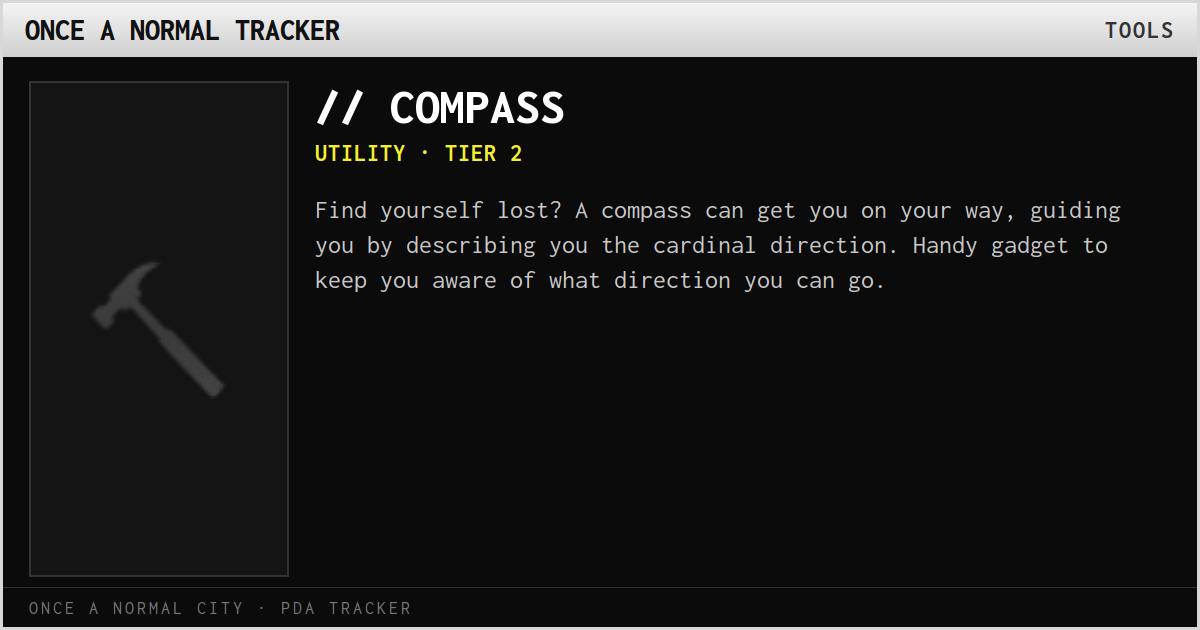 ONCE A NORMAL TRACKER
TOOLS
// COMPASS
UTILITY · TIER 2
Find yourself lost? A compass can get you on your way, guiding
you by describing you the cardinal direction. Handy gadget to
keep you aware of what direction you can go.
ONCE A NORMAL CITY · PDA TRACKER